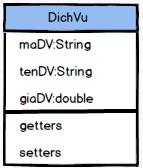 DichVu
maDV:String
tenDV:String
giaDV:double
getters
setters